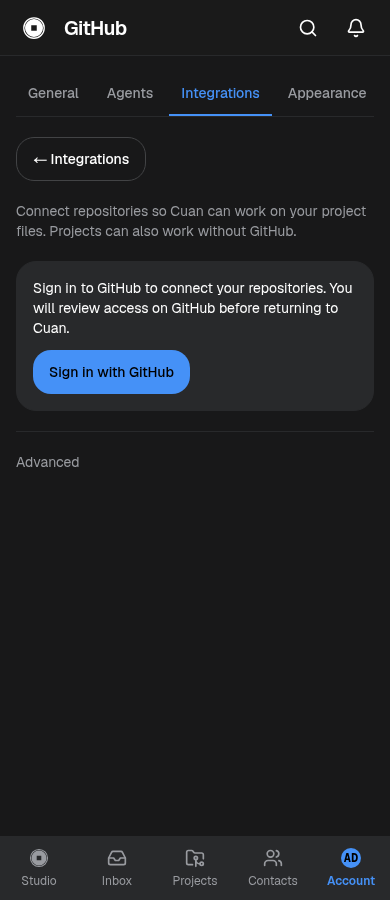 GitHub
General Agents Integrations Appearance
← Integrations
Connect repositories so Cuan can work on your project
files. Projects can also work without GitHub.
Sign in to GitHub to connect your repositories. You
will review access on GitHub before returning to
Cuan.
Sign in with GitHub
Advanced
AD
Studio Inbox Projects Contacts Account